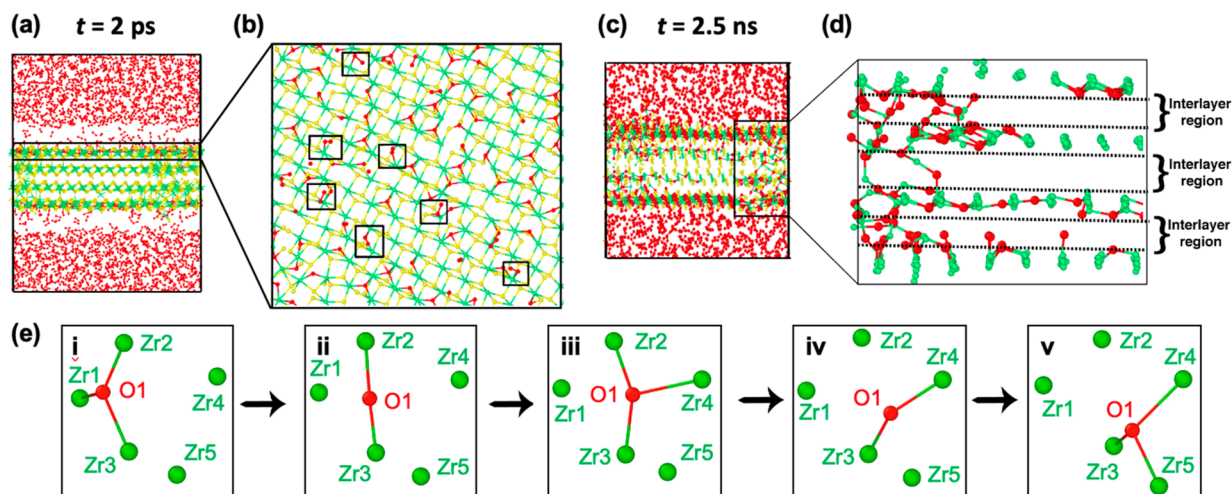 (a) t = 2 ps
(b)
(c) t = 2.5 ns
(d)
Interlayer
region
Interlayer
region
Interlayer
region
(e)
i
Zr2
Zr1
O1
Zr4
Zr3
Zr5
ii
Zr2
Zr4
Zr1
O1
Zr3
Zr5
iii
Zr2
O1
Zr1
Zr4
Zr3
Zr5
iv
Zr2
Zr4
O1
Zr1
Zr3
Zr5
v
Zr2
Zr4
O1
Zr1
Zr3
Zr5